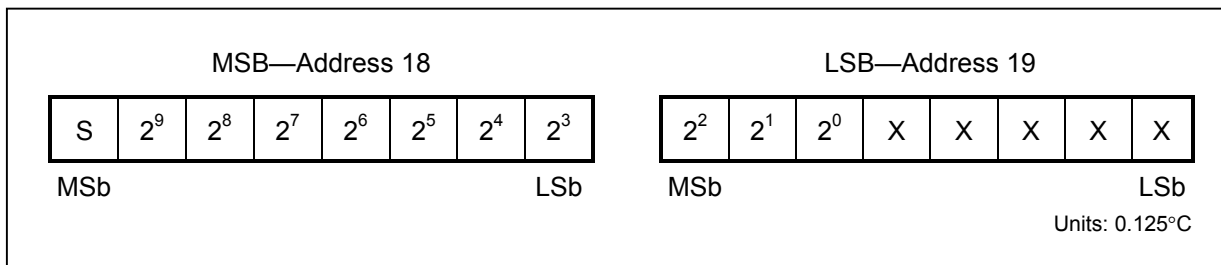 MSB—Address 18 LSB—Address 19
S 2⁹ 2⁸ 2⁷ 2⁶ 2⁵ 2⁴ 2³ 2² 2¹ 2⁰ X X X X X
MSb LSb MSb LSb
Units: 0.125°C